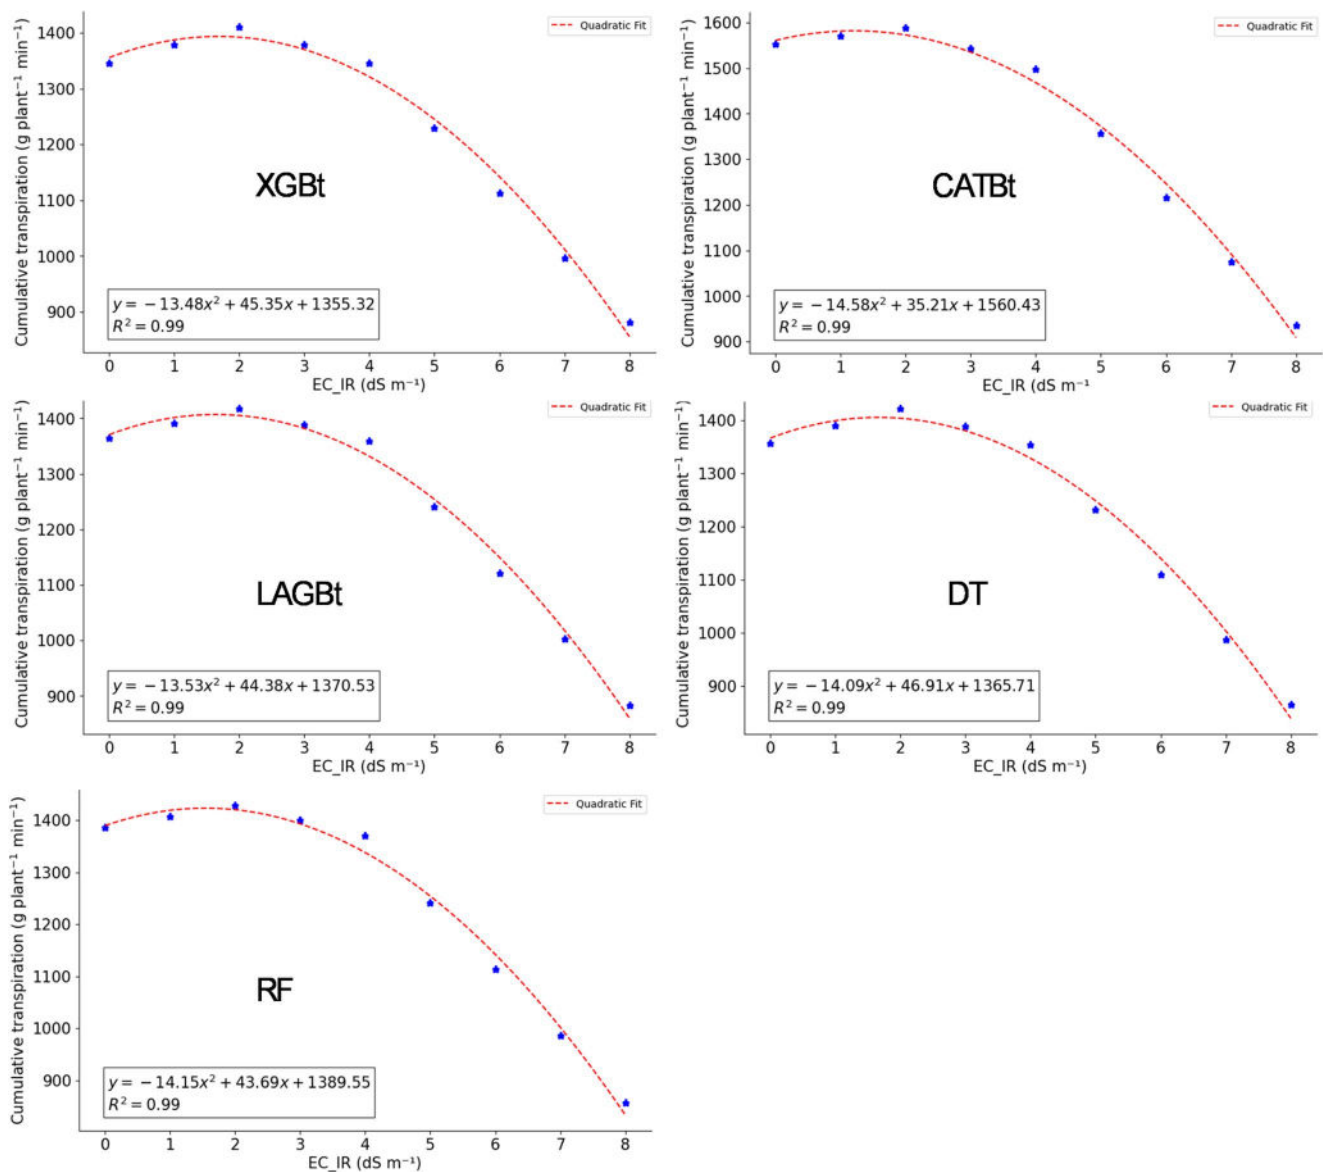 Cumulative transpiration (g plant⁻¹ min⁻¹)
1400
1300
1200
1100
1000
900
Quadratic Fit
XGBt
y = −13.48x² + 45.35x + 1355.32
R² = 0.99
0 1 2 3 4 5 6 7 8
EC_IR (dS m⁻¹)
Cumulative transpiration (g plant⁻¹ min⁻¹)
1600
1500
1400
1300
1200
1100
1000
900
Quadratic Fit
CATBt
y = −14.58x² + 35.21x + 1560.43
R² = 0.99
0 1 2 3 4 5 6 7 8
EC_IR (dS m⁻¹
Cumulative transpiration (g plant⁻¹ min⁻¹)
1400
1300
1200
1100
1000
900
Quadratic Fit
LAGBt
y = −13.53x² + 44.38x + 1370.53
R² = 0.99
0 1 2 3 4 5 6 7 8
EC_IR (dS m⁻¹)
Cumulative transpiration (g plant⁻¹ min⁻¹)
1400
1300
1200
1100
1000
900
Quadratic Fit
DT
y = −14.09x² + 46.91x + 1365.71
R² = 0.99
0 1 2 3 4 5 6 7 8
EC_IR (dS m⁻¹)
Cumulative transpiration (g plant⁻¹ min⁻¹)
1400
1300
1200
1100
1000
900
Quadratic Fit
RF
y = −14.15x² + 43.69x + 1389.55
R² = 0.99
0 1 2 3 4 5 6 7 8
EC_IR (dS m⁻¹)